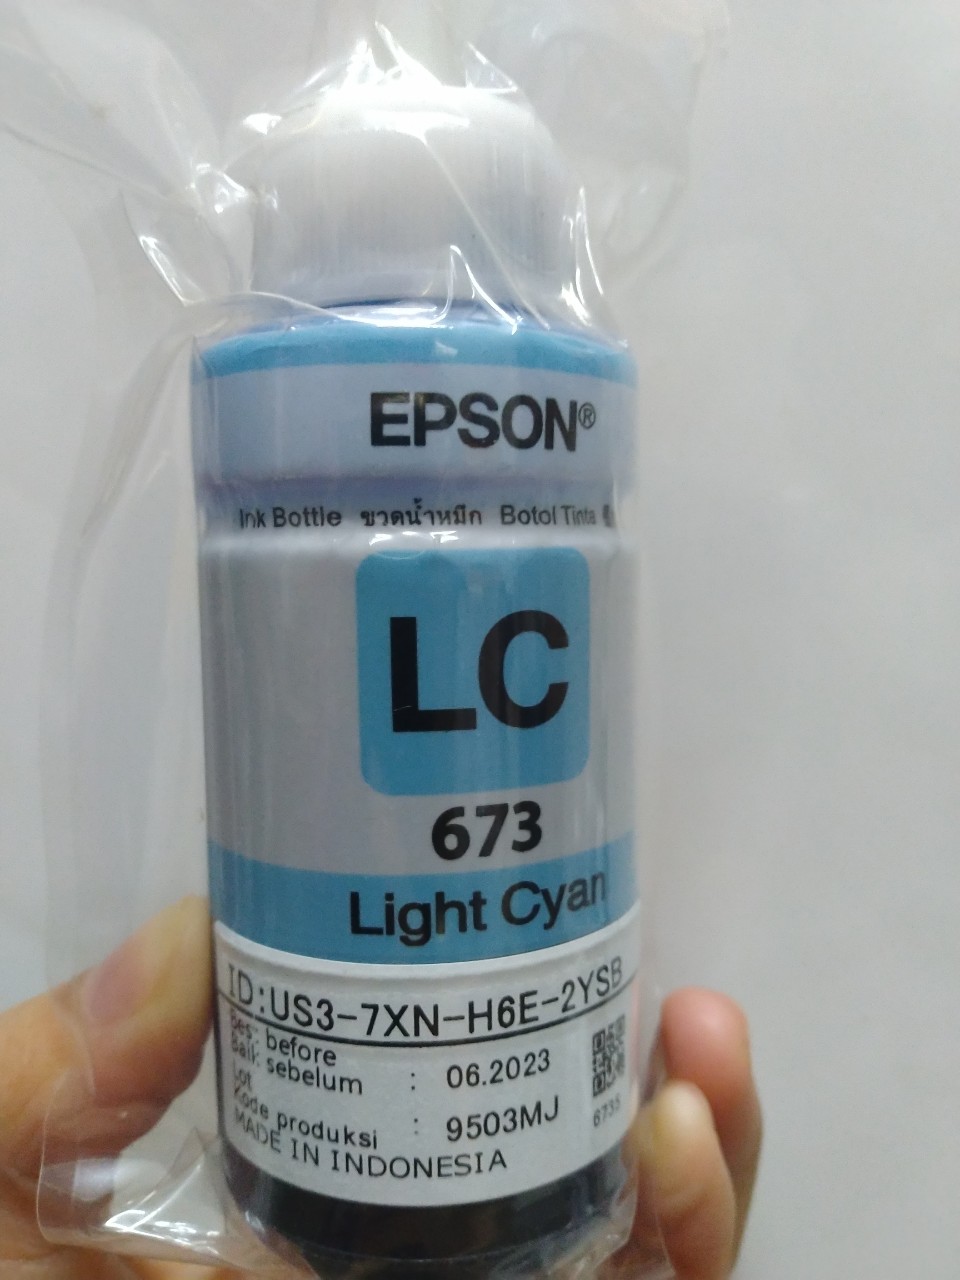 EPSON®
Ink Bottle ขวดน้ำหมึก Botol Tinta
LC
673
Light Cyan
ID:US3-7XN-H6E-2YSB
Best before
Baik sebelum : 06.2023
Lot
Kode produksi : 9503MJ
6735
MADE IN INDONESIA